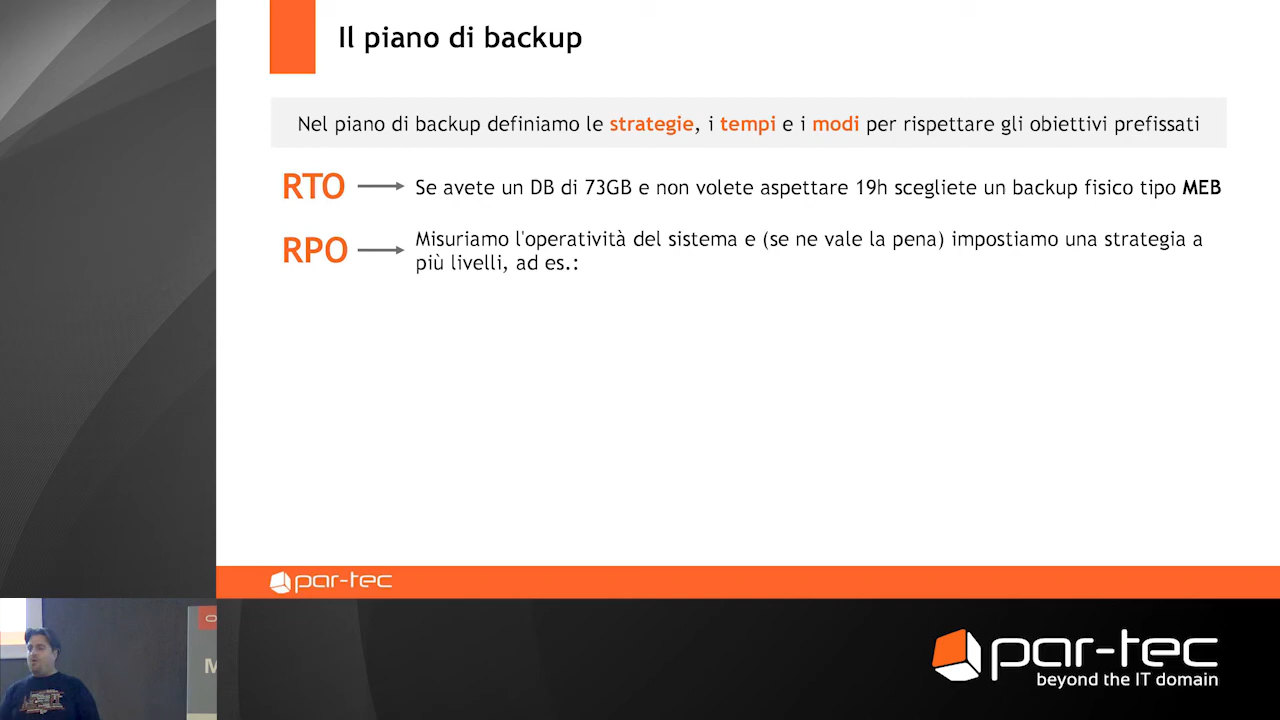 Il piano di backup
Nel piano di backup definiamo le strategie, i tempi e i modi per rispettare gli obiettivi prefissati
RTO
Se avete un DB di 73GB e non volete aspettare 19h scegliete un backup fisico tipo MEB
RPO
Misuriamo l'operatività del sistema e (se ne vale la pena) impostiamo una strategia a
più livelli, ad es.:
par-tec
par-tec
beyond the IT domain